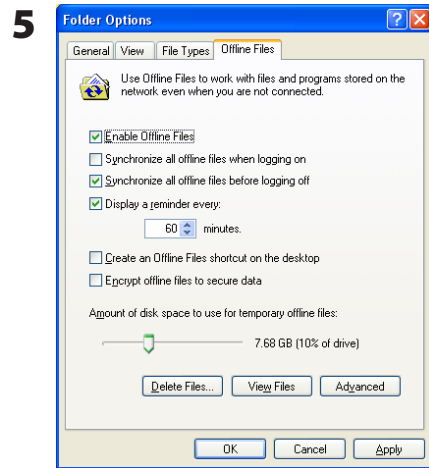 5
Folder Options
General View File Types Offline Files
Use Offline Files to work with files and programs stored on the
network even when you are not connected.
Enable Offline Files
Synchronize all offline files when logging on
Synchronize all offline files before logging off
Display a reminder every:
60 minutes.
Create an Offline Files shortcut on the desktop
Encrypt offline files to secure data
Amount of disk space to use for temporary offline files:
7.68 GB (10% of drive)
Delete Files... View Files Advanced
OK Cancel Apply